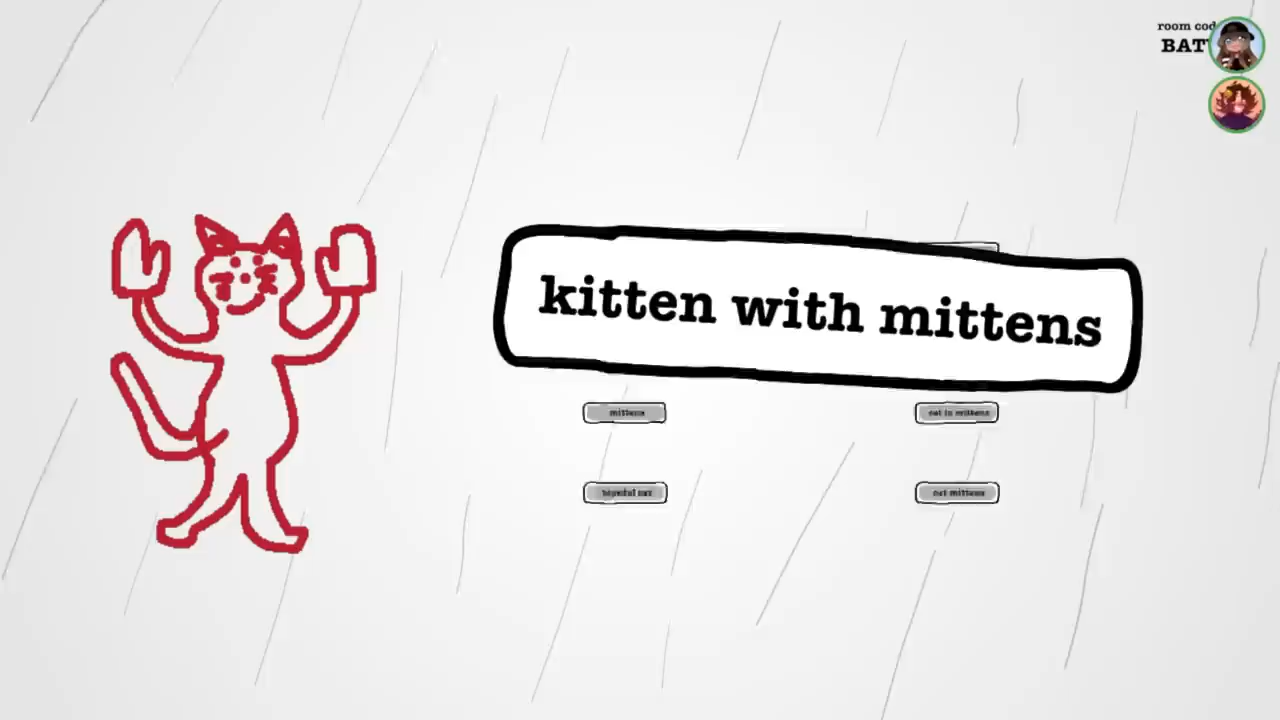 room cod
BAT
kitten with mittens
mittens
cat in mittens
bipedal cat
cat mittens